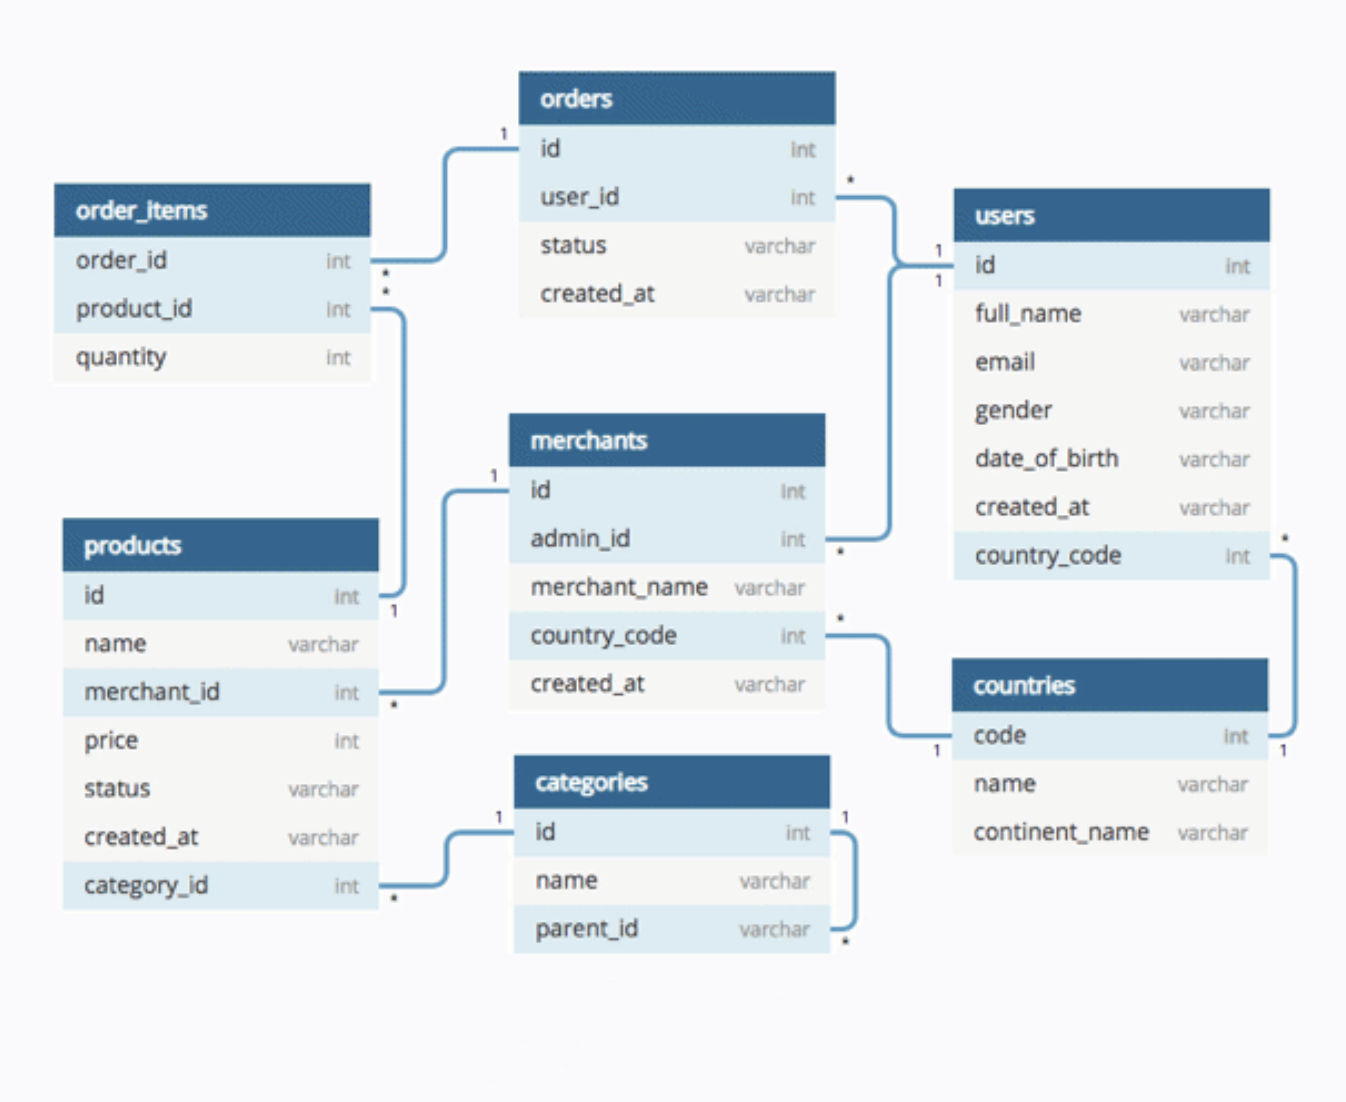 orders
1
id int
user_id int
*
status varchar
created_at varchar
order_items
order_id int
*
*
product_id int
quantity int
users
1
id int
1
full_name varchar
email varchar
gender varchar
date_of_birth varchar
created_at varchar
country_code int
*
merchants
1
id int
admin_id int
*
merchant_name varchar
*
country_code int
created_at varchar
products
id int
1
name varchar
merchant_id int
*
price int
status varchar
created_at varchar
category_id int
*
countries
code int
1
1
name varchar
continent_name varchar
categories
1
id int
1
name varchar
parent_id varchar
*